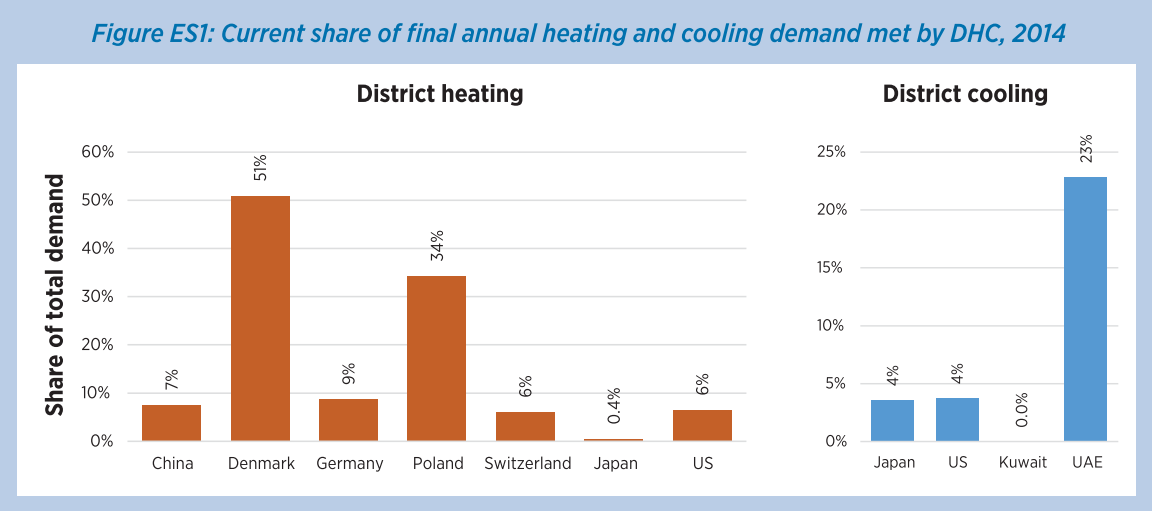 Figure ES1: Current share of final annual heating and cooling demand met by DHC, 2014
District heating
Share of total demand
60%
50%
40%
30%
20%
10%
0%
7%
51%
9%
34%
6%
0.4%
6%
China
Denmark
Germany
Poland
Switzerland
Japan
US
District cooling
25%
20%
15%
10%
5%
0%
4%
4%
0.0%
23%
Japan
US
Kuwait
UAE